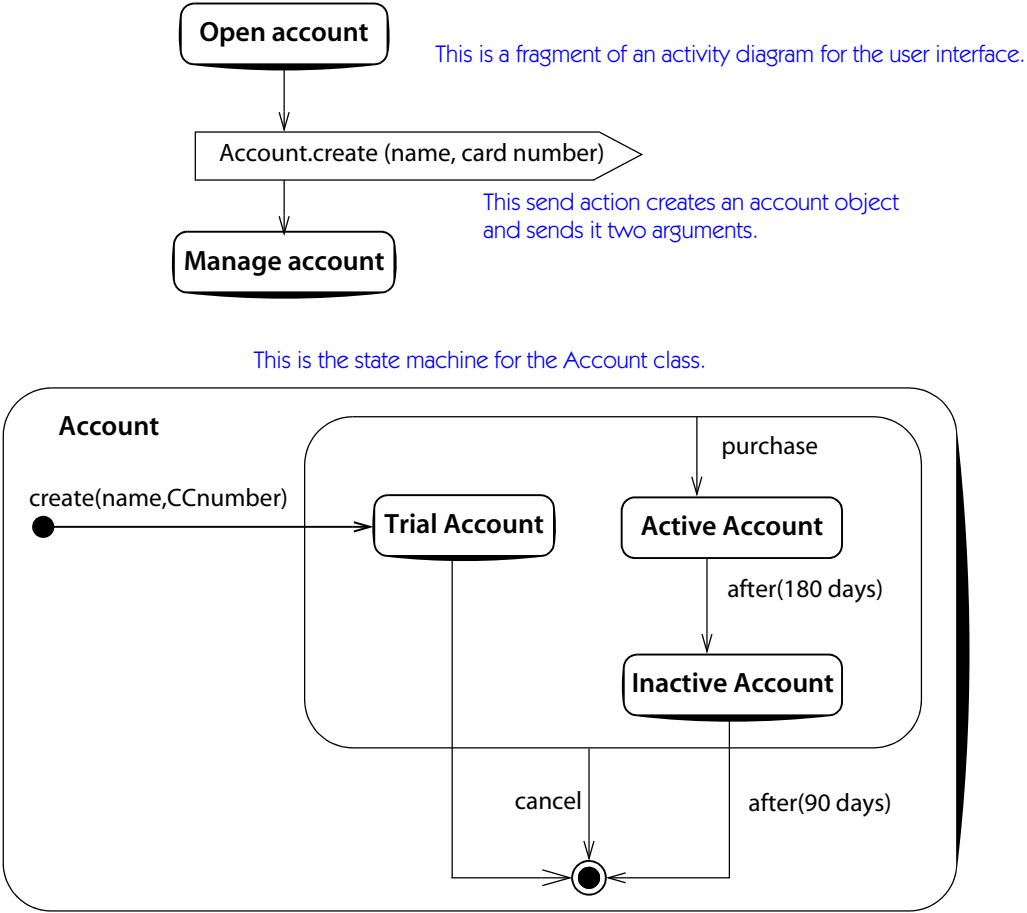 Open account
This is a fragment of an activity diagram for the user interface.
Account.create (name, card number)
This send action creates an account object
and sends it two arguments.
Manage account
This is the state machine for the Account class.
Account
purchase
create(name,CCnumber)
Trial Account
Active Account
after(180 days)
Inactive Account
cancel
after(90 days)